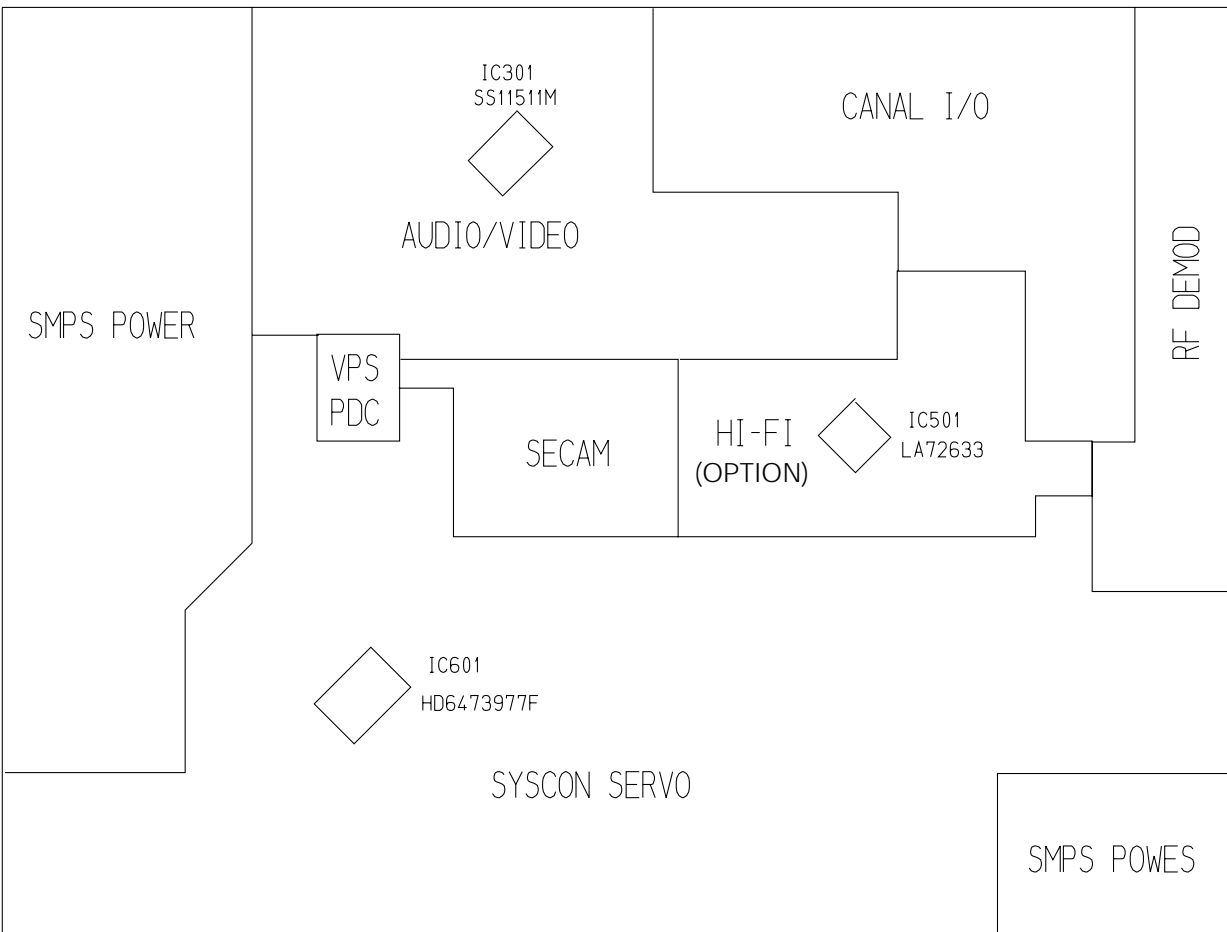 IC301
SS11511M
CANAL I/O
AUDIO/VIDEO
RF DEMOD
SMPS POWER
VPS
PDC
SECAM
HI-FI
(OPTION)
IC501
LA72633
IC601
HD6473977F
SYSCON SERVO
SMPS POWES